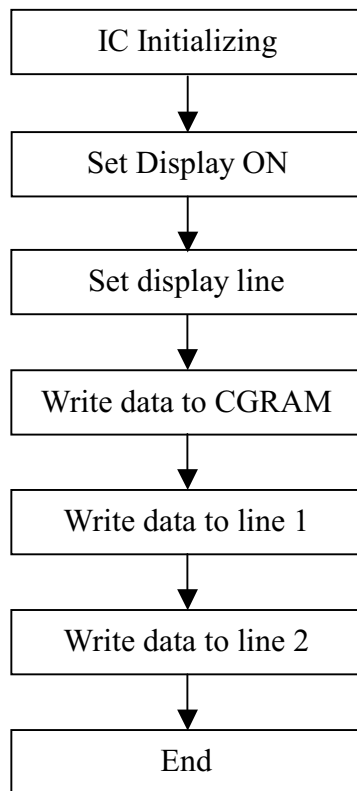 IC Initializing
Set Display ON
Set display line
Write data to CGRAM
Write data to line 1
Write data to line 2
End